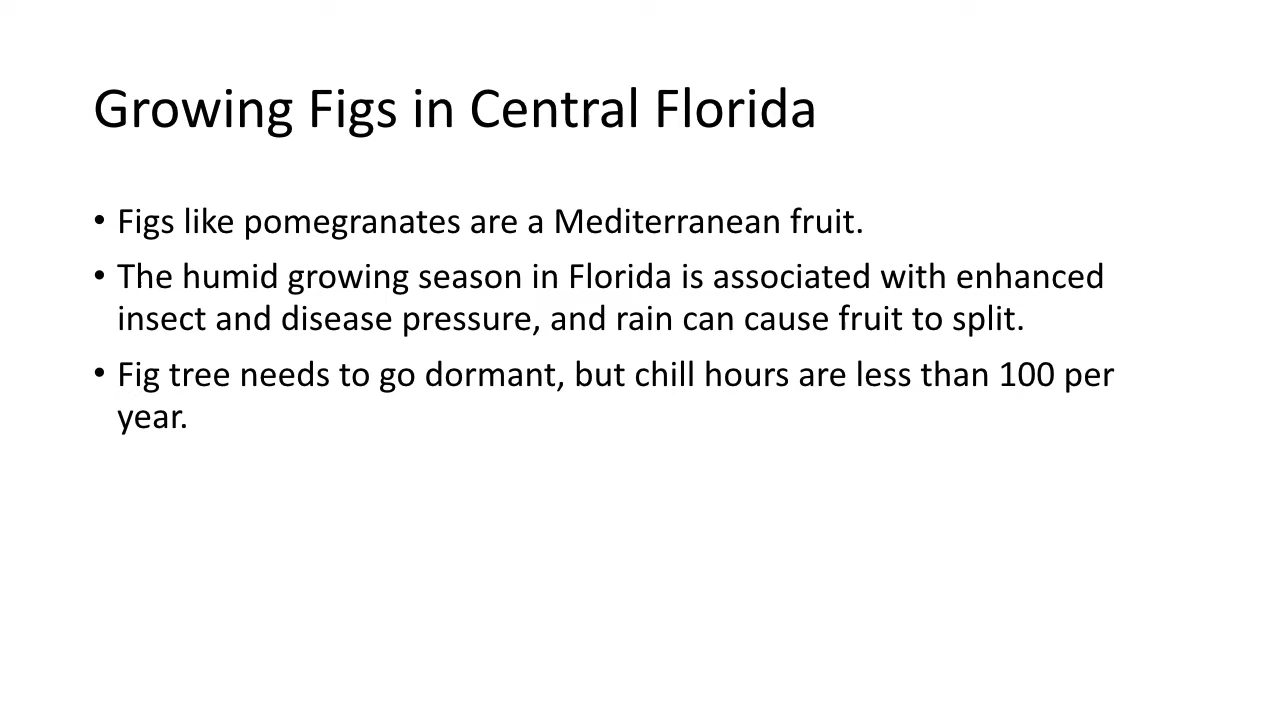 Growing Figs in Central Florida
• Figs like pomegranates are a Mediterranean fruit.
• The humid growing season in Florida is associated with enhanced
insect and disease pressure, and rain can cause fruit to split.
• Fig tree needs to go dormant, but chill hours are less than 100 per
year.